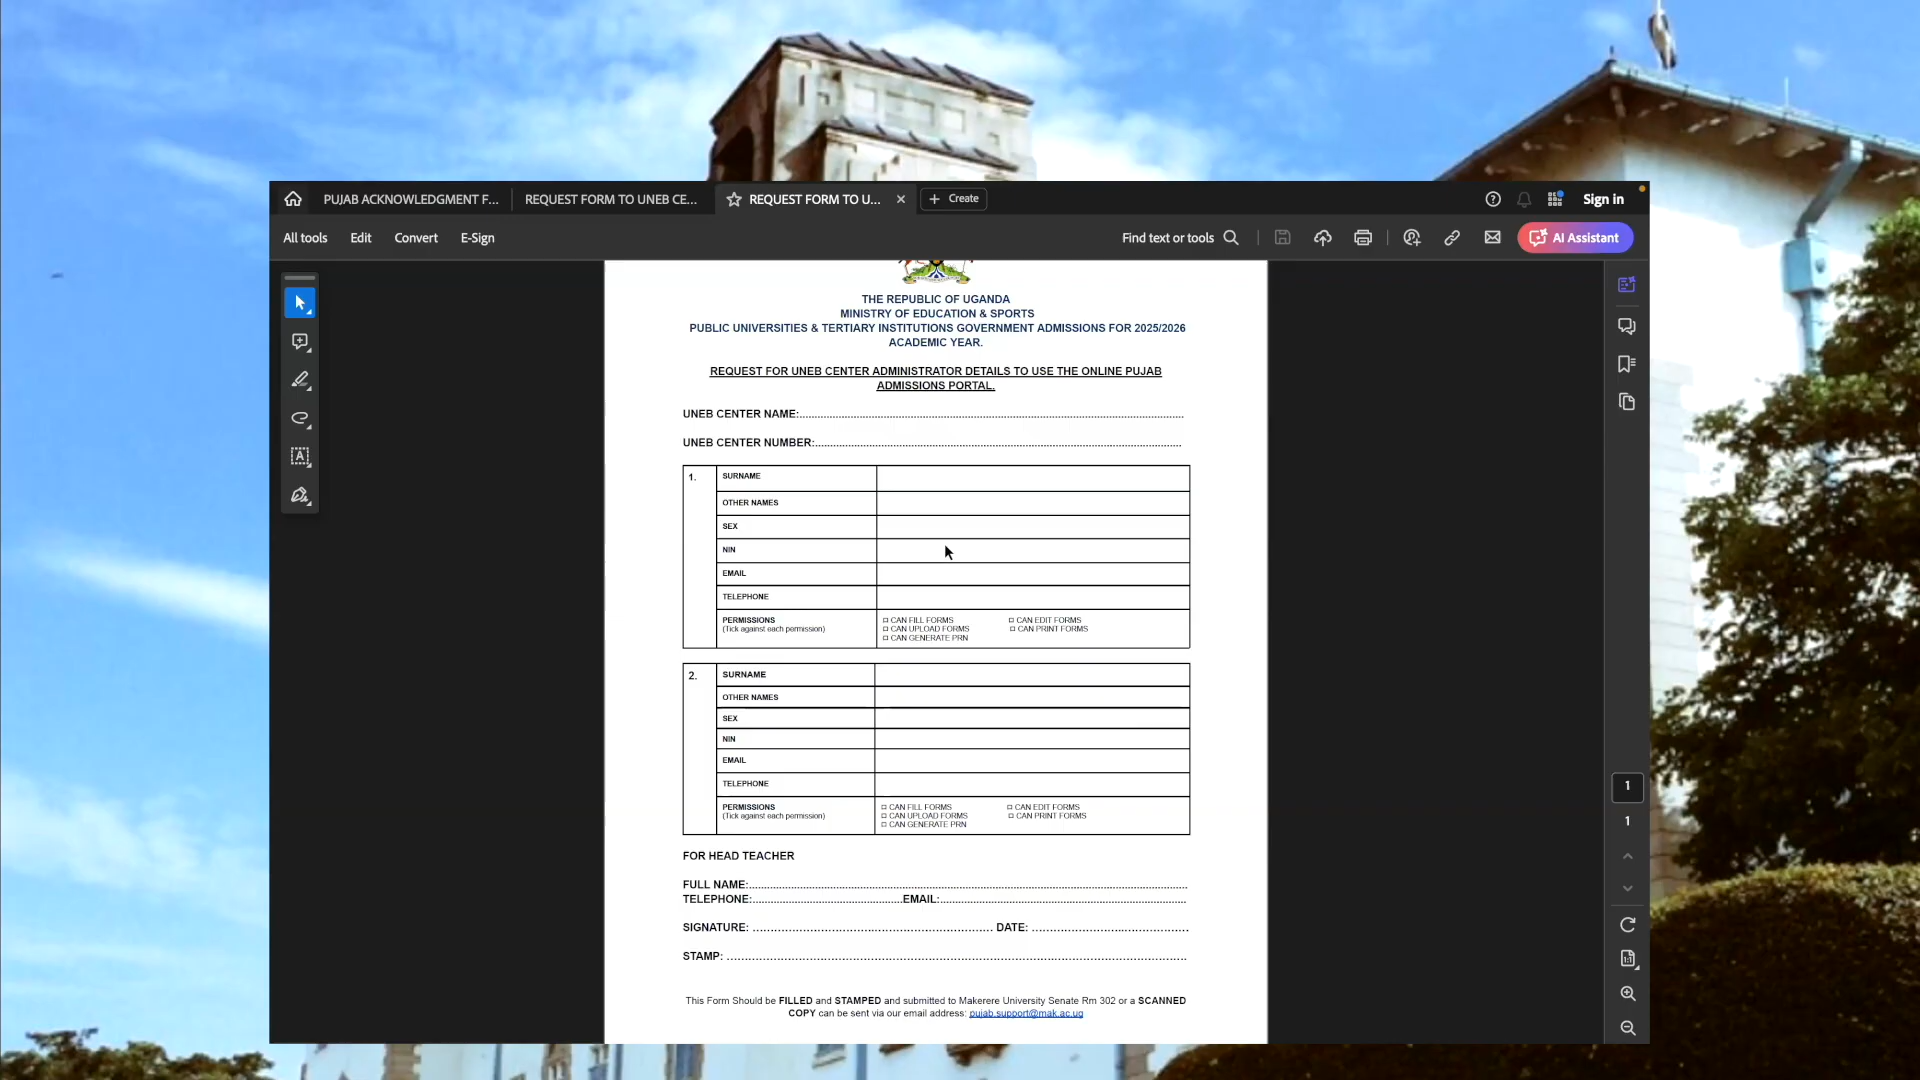 PUJAB ACKNOWLEDGMENT F...
REQUEST FORM TO UNEB CE...
REQUEST FORM TO U...
Create
Sign in
All tools
Edit
Convert
E-Sign
Find text or tools
AI Assistant
THE REPUBLIC OF UGANDA
MINISTRY OF EDUCATION & SPORTS
PUBLIC UNIVERSITIES & TERTIARY INSTITUTIONS GOVERNMENT ADMISSIONS FOR 2025/2026
ACADEMIC YEAR.
REQUEST FOR UNEB CENTER ADMINISTRATOR DETAILS TO USE THE ONLINE PUJAB
ADMISSIONS PORTAL.
UNEB CENTER NAME:
UNEB CENTER NUMBER:
1.
SURNAME
OTHER NAMES
SEX
NIN
EMAIL
TELEPHONE
PERMISSIONS
(Tick against each permission)
CAN FILL FORMS CAN EDIT FORMS
CAN UPLOAD FORMS CAN PRINT FORMS
CAN GENERATE PRN
2.
SURNAME
OTHER NAMES
SEX
NIN
EMAIL
TELEPHONE
PERMISSIONS
(Tick against each permission)
CAN FILL FORMS CAN EDIT FORMS
CAN UPLOAD FORMS CAN PRINT FORMS
CAN GENERATE PRN
FOR HEAD TEACHER
FULL NAME:
TELEPHONE: EMAIL:
SIGNATURE: DATE:
STAMP:
This Form Should be FILLED and STAMPED and submitted to Makerere University Senate Rm 302 or a SCANNED
COPY can be sent via our email address: pujab.support@mak.ac.ug
1
1